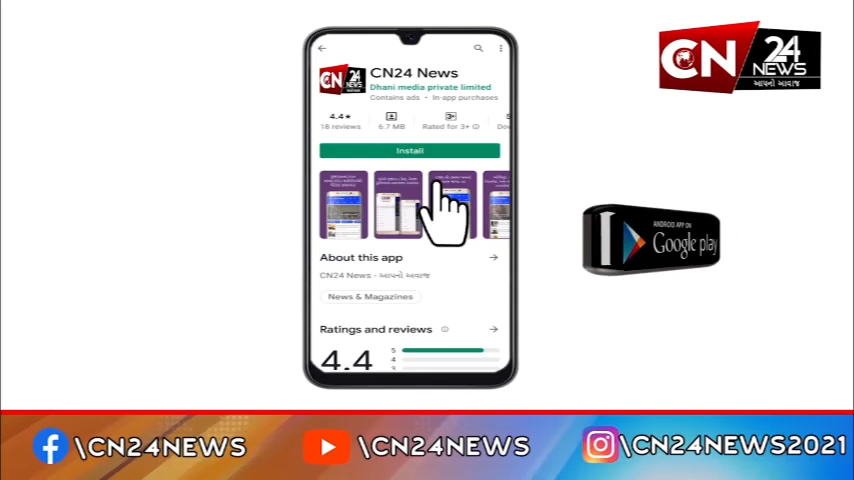 CN24 News
Dhani media private limited
Contains ads • In-app purchases
4.4★
18 reviews
6.7 MB
3+
Rated for 3+
Install
About this app
CN24 News - આપનો અવાજ
News & Magazines
Ratings and reviews
4.4
5
4
3
CN 24 NEWS
આપનો અવાજ
ANDROID APP ON
Google play
\CN24NEWS
\CN24NEWS
\CN24NEWS2021